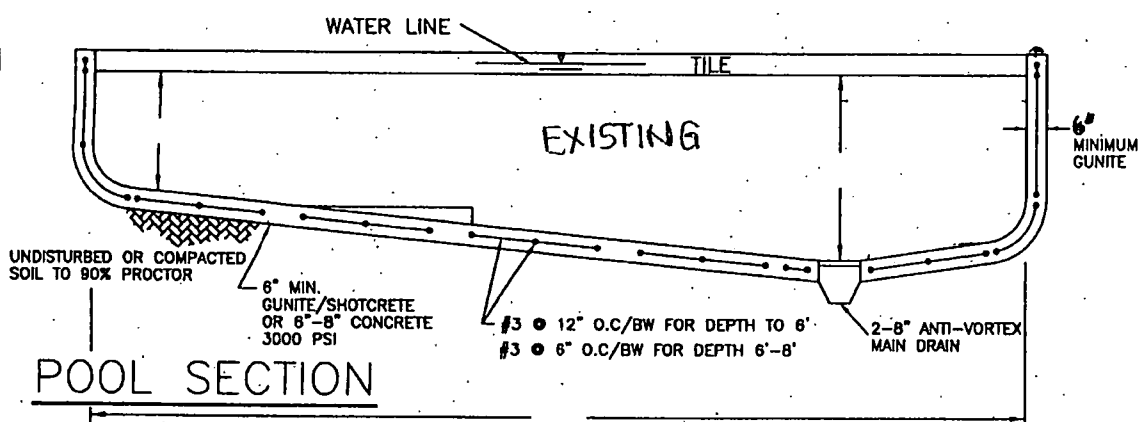 WATER LINE
TILE
EXISTING
6"
MINIMUM
GUNITE
UNDISTURBED OR COMPACTED
SOIL TO 90% PROCTOR
6" MIN.
GUNITE/SHOTCRETE
OR 6"-8" CONCRETE
3000 PSI
#3 @ 12" O.C/BW FOR DEPTH TO 6'
#3 @ 6" O.C/BW FOR DEPTH 6'-8'
2-8" ANTI-VORTEX
MAIN DRAIN
POOL SECTION